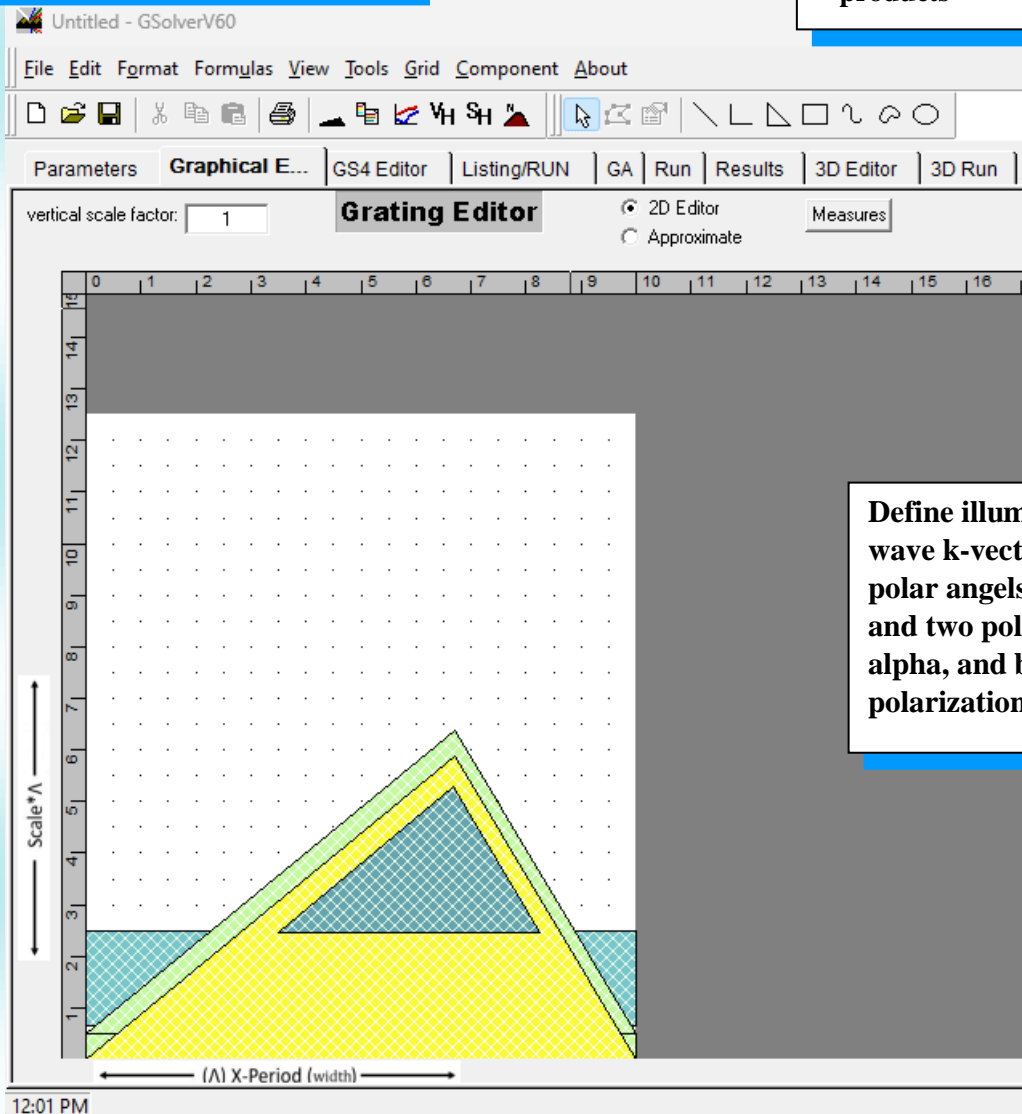 products
Untitled - GSolverV60
File Edit Format Formulas View Tools Grid Component About
VH SH N
Parameters Graphical E... GS4 Editor Listing/RUN GA Run Results 3D Editor 3D Run
vertical scale factor: 1 Grating Editor 2D Editor Measures
Approximate
0 1 2 3 4 5 6 7 8 9 10 11 12 13 14 15 16
15
14
13
12
11
10
9
8
7
6
5
4
3
2
1
Scale*Λ
Define illum
wave k-vect
polar angels
and two pol
alpha, and b
polarization
(Λ) X-Period (width)
12:01 PM